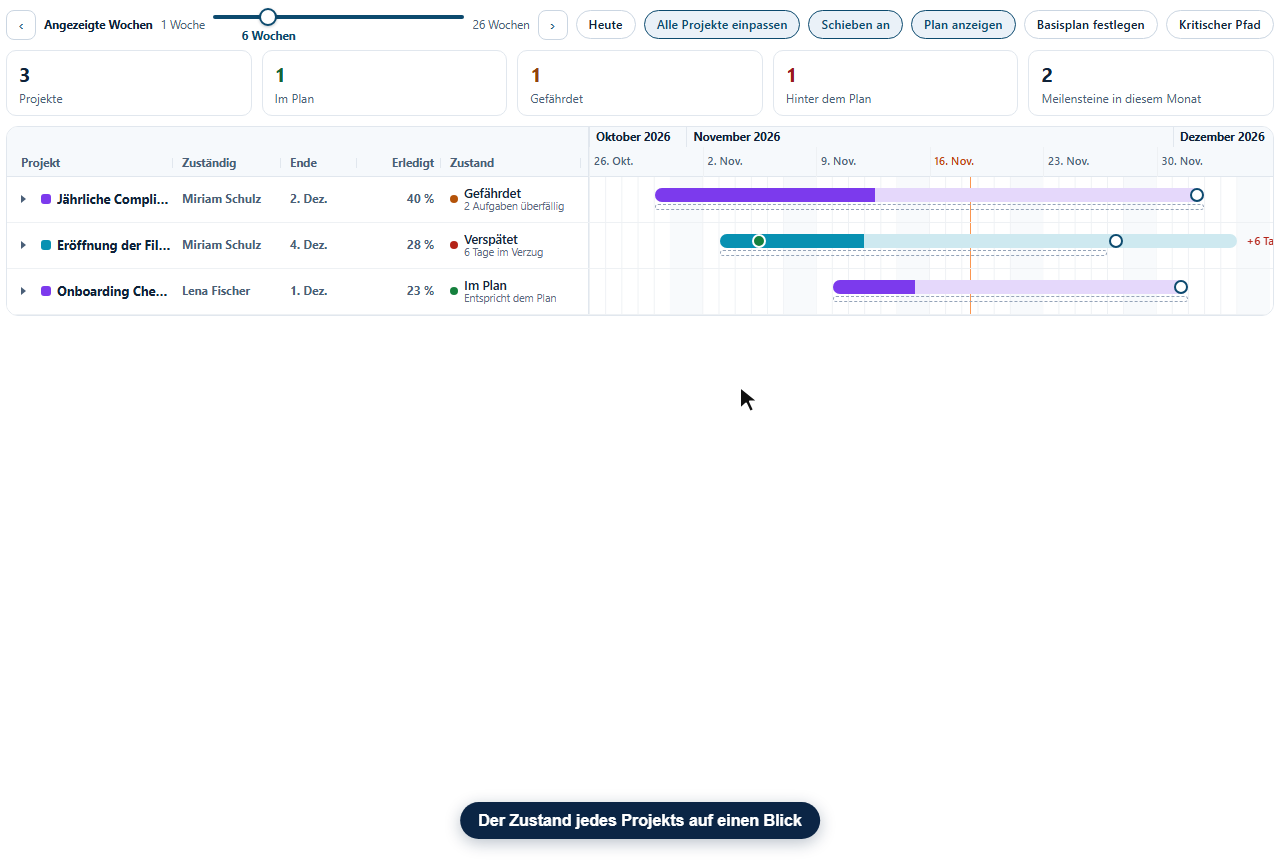 ‹ Angezeigte Wochen 1 Woche 6 Wochen 26 Wochen › Heute Alle Projekte einpassen Schieben an Plan anzeigen Basisplan festlegen Kritischer Pfad
3
Projekte
1
Im Plan
1
Gefährdet
1
Hinter dem Plan
2
Meilensteine in diesem Monat
Oktober 2026 November 2026 Dezember 2026
Projekt Zuständig Ende Erledigt Zustand 26. Okt. 2. Nov. 9. Nov. 16. Nov. 23. Nov. 30. Nov.
Jährliche Compli... Miriam Schulz 2. Dez. 40 % Gefährdet
2 Aufgaben überfällig
Eröffnung der Fil... Miriam Schulz 4. Dez. 28 % Verspätet +6 Ta
6 Tage im Verzug
Onboarding Che... Lena Fischer 1. Dez. 23 % Im Plan
Entspricht dem Plan
Der Zustand jedes Projekts auf einen Blick